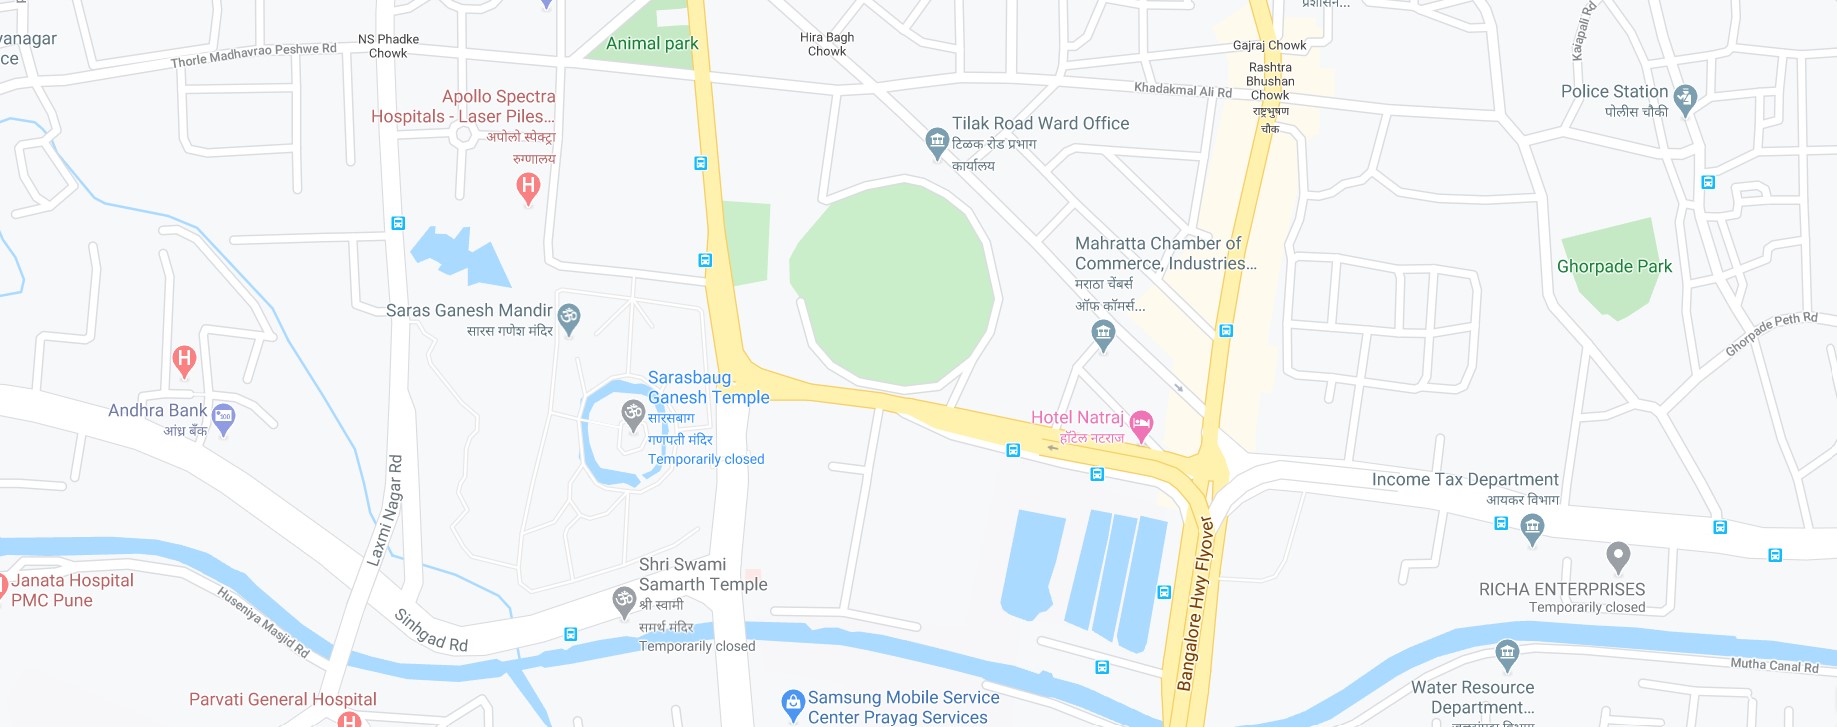 प्रशासन...
vanagar
ce
Thorle Madhavrao Peshwe Rd
NS Phadke
Chowk
Animal park
Hira Bagh
Chowk
Gajraj Chowk
Rashtra
Bhushan
Chowk
राष्ट्रभुषण
चौक
Kalapali Rd
Khadakmal Ali Rd
Police Station
पोलीस चौकी
Apollo Spectra
Hospitals - Laser Piles...
अपोलो स्पेक्ट्रा
रुग्णालय
H
Tilak Road Ward Office
टिळक रोड प्रभाग
कार्यालय
Mahratta Chamber of
Commerce, Industries...
मराठा चेंबर्स
ऑफ कॉमर्स...
Ghorpade Park
Ghorpade Peth Rd
Saras Ganesh Mandir
सारस गणेश मंदिर
ॐ
H
Andhra Bank
आंध्र बँक
Sarasbaug
Ganesh Temple
सारसबाग
गणपती मंदिर
Temporarily closed
ॐ
Hotel Natraj
हॉटेल नटराज
Income Tax Department
आयकर विभाग
Laxmi Nagar Rd
Bangalore Hwy Flyover
Janata Hospital
PMC Pune
Huseniya Masjid Rd
Sinhgad Rd
Shri Swami
Samarth Temple
श्री स्वामी
समर्थ मंदिर
Temporarily closed
ॐ
RICHA ENTERPRISES
Temporarily closed
Mutha Canal Rd
Parvati General Hospital
H
Samsung Mobile Service
Center Prayag Services
Water Resource
Department...